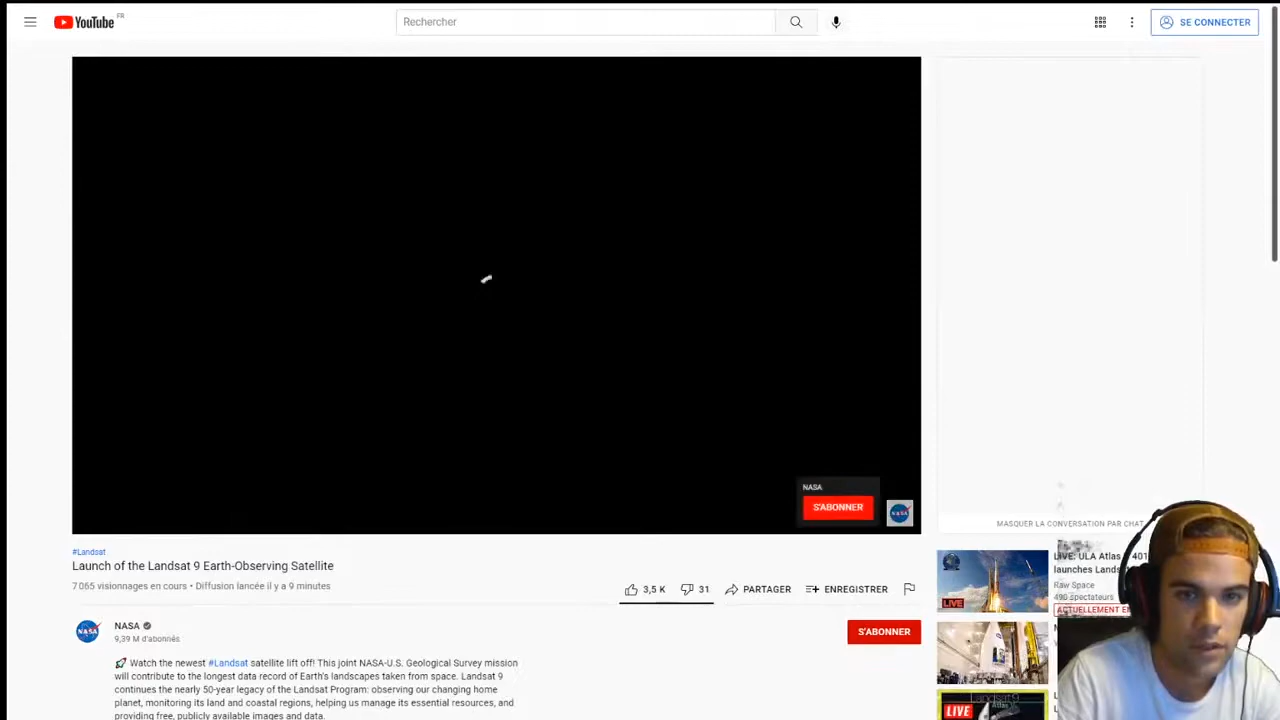 YouTube FR
Rechercher
SE CONNECTER
NASA
S'ABONNER
MASQUER LA CONVERSATION PAR CHAT
#Landsat
Launch of the Landsat 9 Earth-Observing Satellite
7 065 visionnages en cours • Diffusion lancée il y a 9 minutes
3,5 K
31
PARTAGER
ENREGISTRER
NASA
9,39 M d'abonnés
S'ABONNER
🚀 Watch the newest #Landsat satellite lift off! This joint NASA-U.S. Geological Survey mission
will contribute to the longest data record of Earth's landscapes taken from space. Landsat 9
continues the nearly 50-year legacy of the Landsat Program: observing our changing home
planet, monitoring its land and coastal regions, helping us manage its essential resources, and
providing free, publicly available images and data.
LIVE
LIVE: ULA Atlas 401
launches Lands
Raw Space
490 spectateurs
ACTUELLEMENT EN
LIVE
Landsat9
Atlas